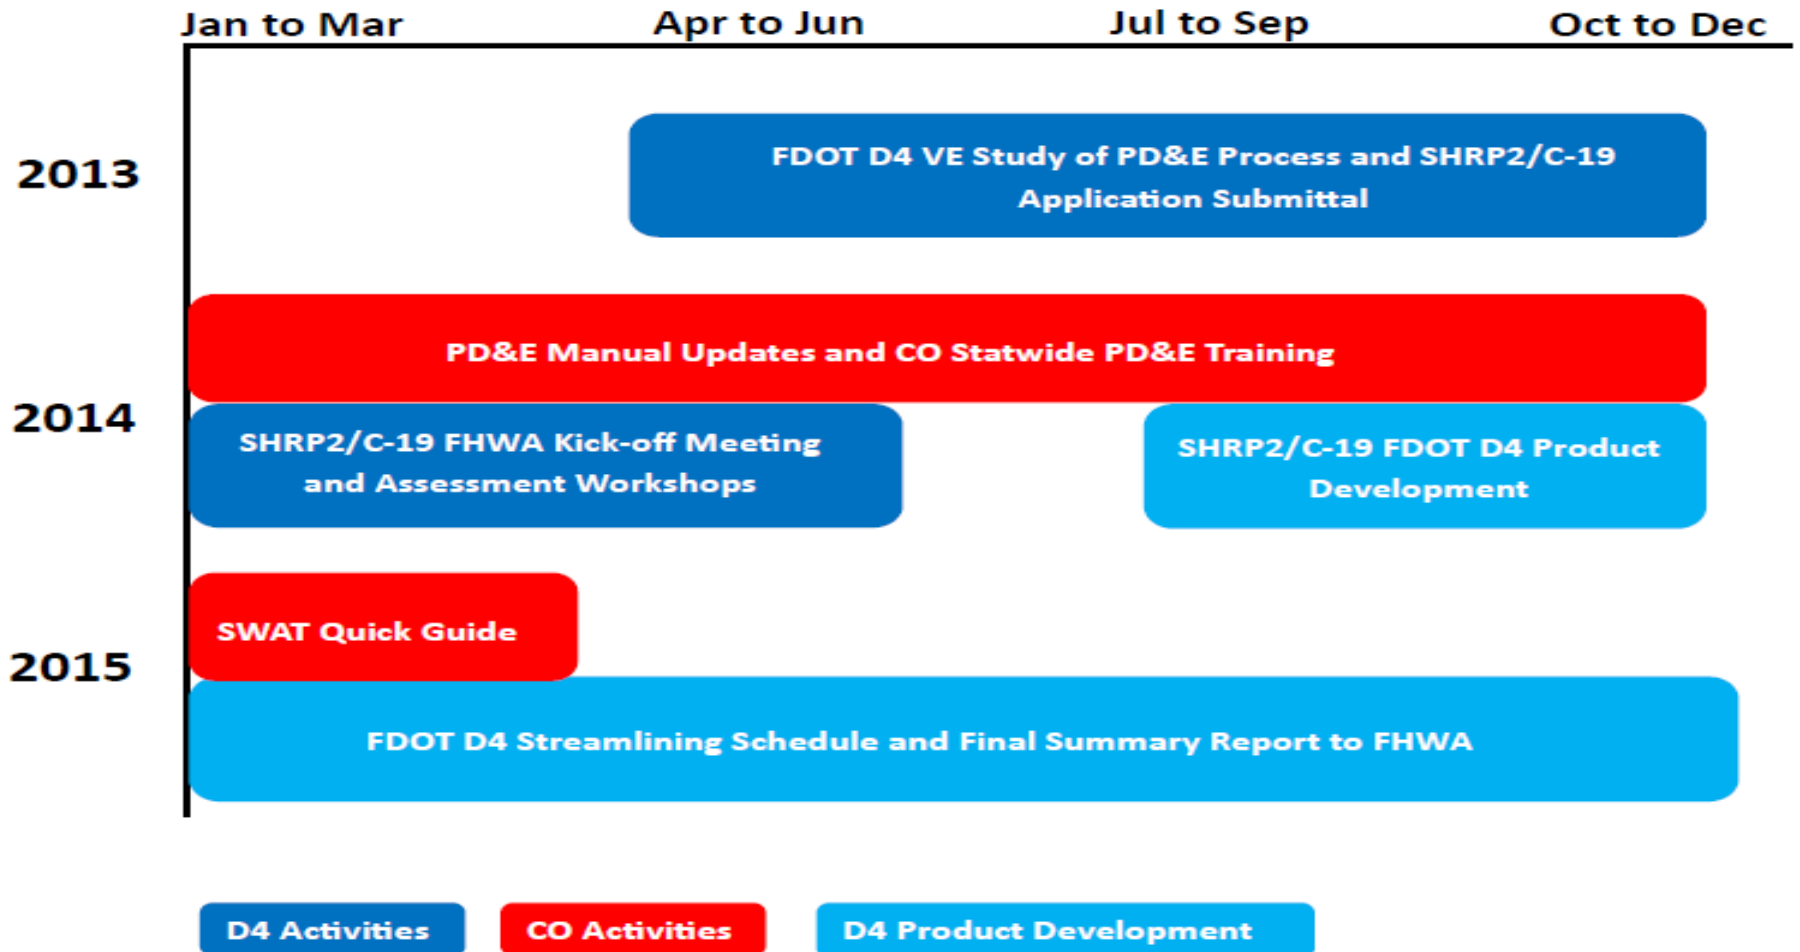 Jan to Mar Apr to Jun Jul to Sep Oct to Dec
2013
FDOT D4 VE Study of PD&E Process and SHRP2/C-19
Application Submittal
PD&E Manual Updates and CO Statwide PD&E Training
2014
SHRP2/C-19 FHWA Kick-off Meeting
and Assessment Workshops
SHRP2/C-19 FDOT D4 Product
Development
SWAT Quick Guide
2015
FDOT D4 Streamlining Schedule and Final Summary Report to FHWA
D4 Activities CO Activities D4 Product Development